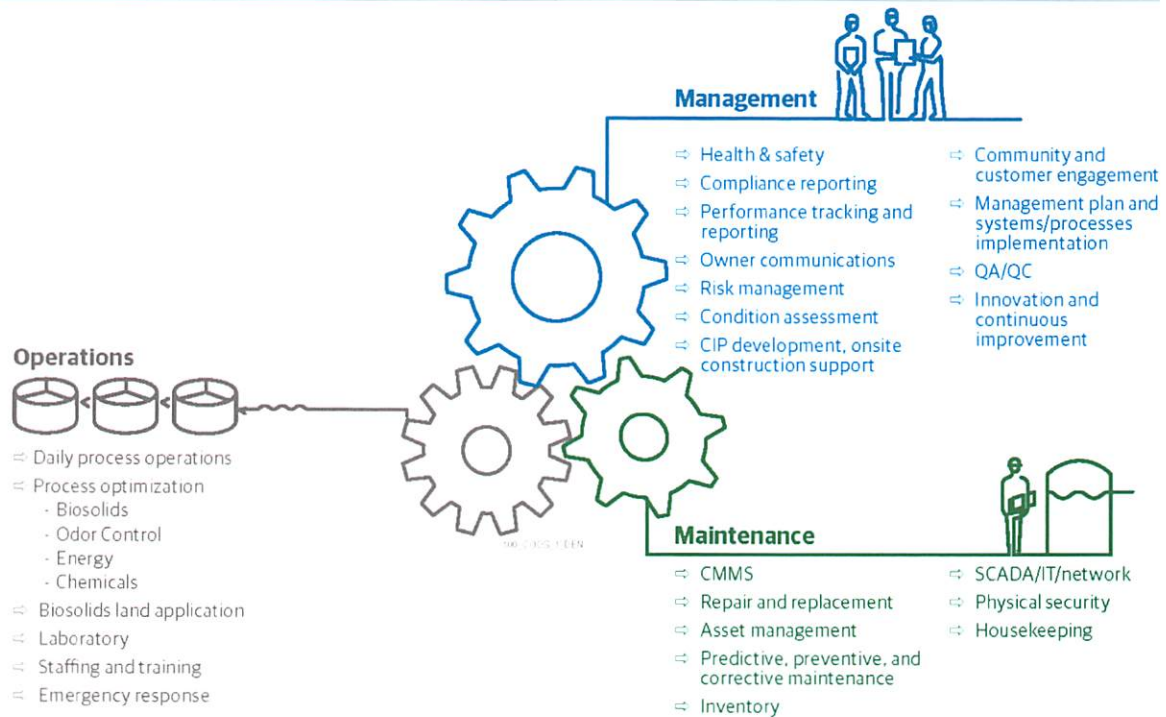 Management
⇨ Health & safety
⇨ Compliance reporting
⇨ Performance tracking and
reporting
⇨ Owner communications
⇨ Risk management
⇨ Condition assessment
⇨ CIP development, onsite
construction support
⇨ Community and
customer engagement
⇨ Management plan and
systems/processes
implementation
⇨ QA/QC
⇨ Innovation and
continuous
improvement
Operations
⇨ Daily process operations
⇨ Process optimization
- Biosolids
- Odor Control
- Energy
- Chemicals
⇨ Biosolids land application
⇨ Laboratory
⇨ Staffing and training
⇨ Emergency response
Maintenance
⇨ CMMS
⇨ Repair and replacement
⇨ Asset management
⇨ Predictive, preventive, and
corrective maintenance
⇨ Inventory
⇨ SCADA/IT/network
⇨ Physical security
⇨ Housekeeping